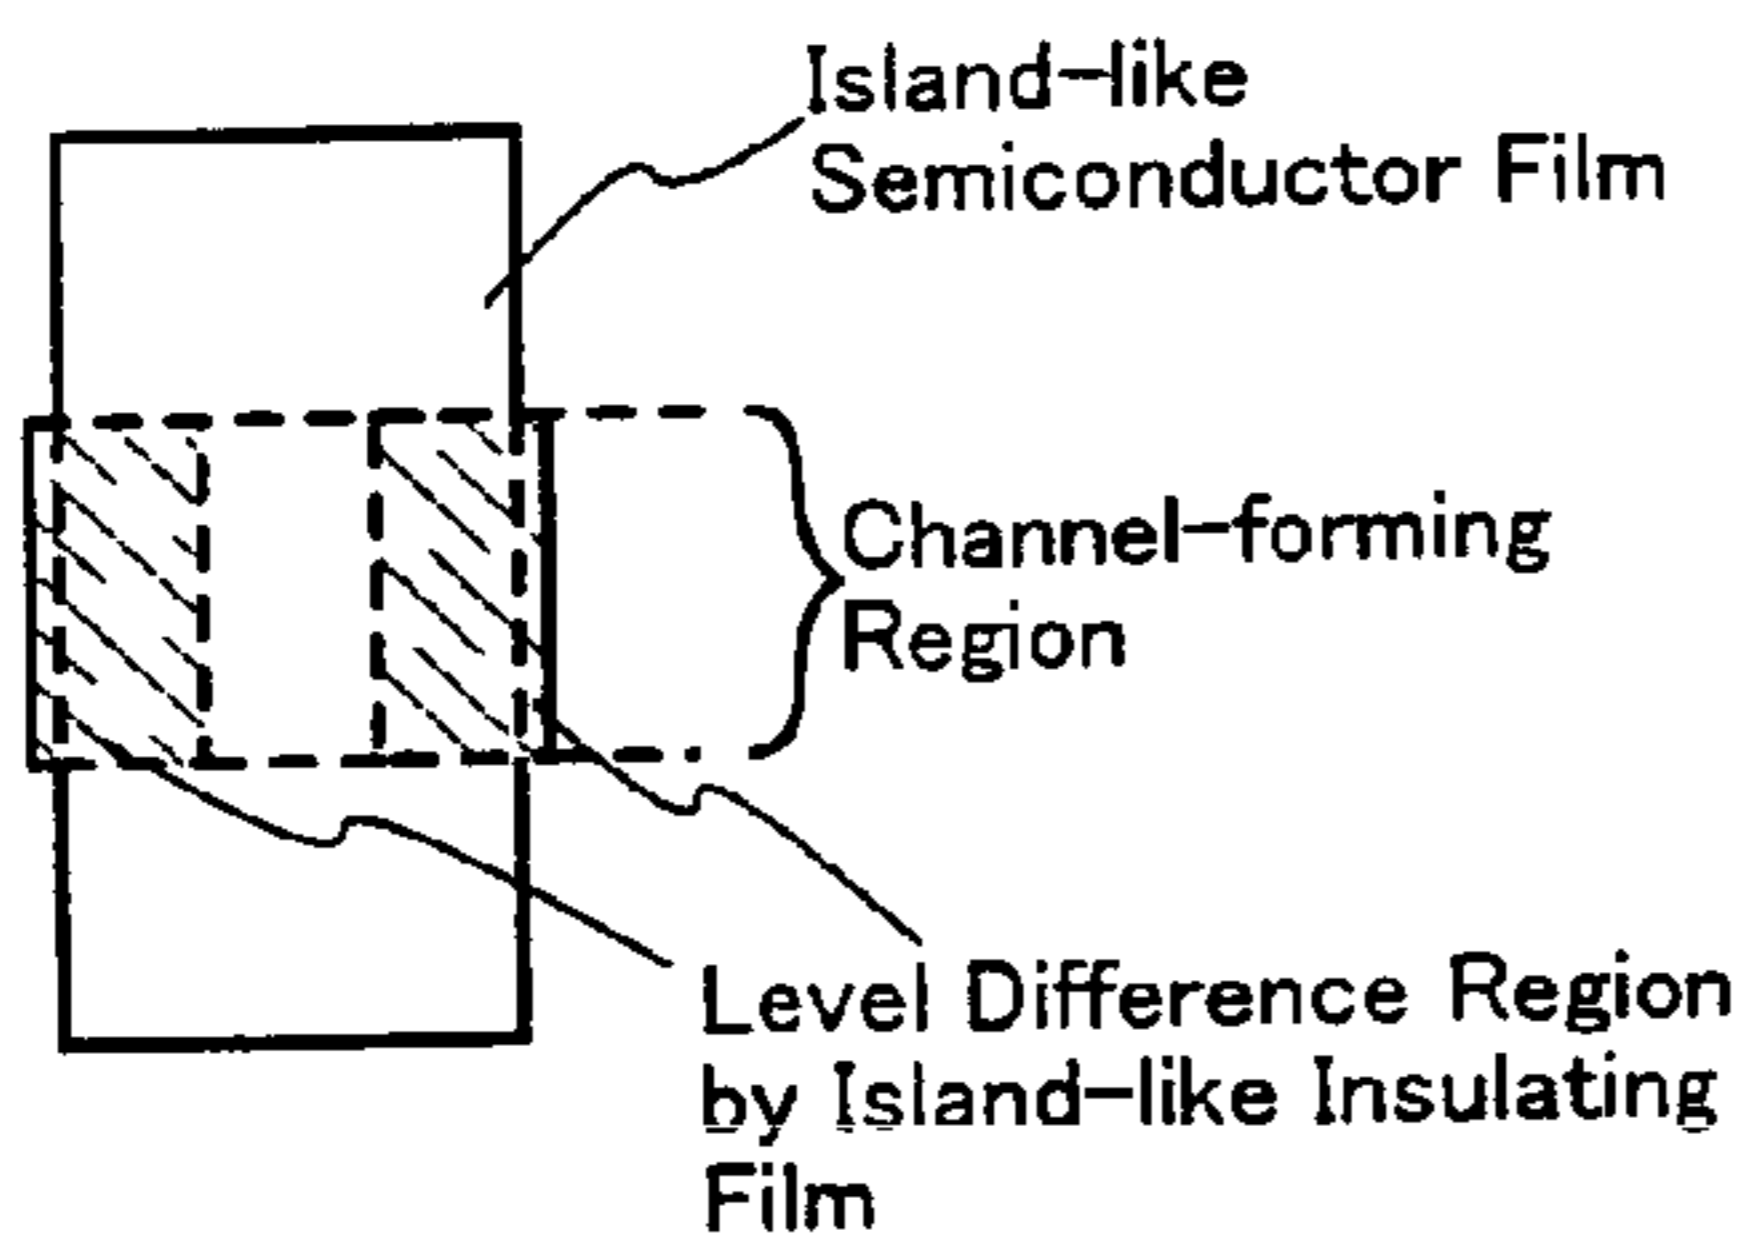 Island-like
Semiconductor Film
Channel-forming
Region
Level Difference Region
by Island-like Insulating
Film